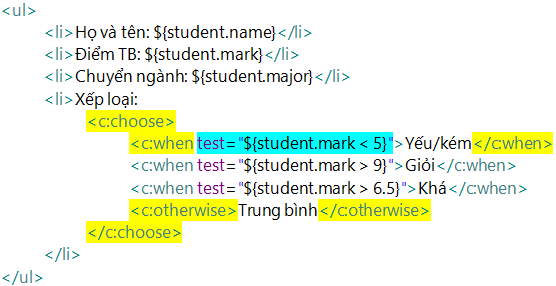 <ul>
<li>Họ và tên: ${student.name}</li>
<li>Điểm TB: ${student.mark}</li>
<li>Chuyển ngành: ${student.major}</li>
<li>Xếp loại:
<c:choose>
<c:when test="${student.mark < 5}">Yếu/kém</c:when>
<c:when test="${student.mark > 9}">Giỏi</c:when>
<c:when test="${student.mark > 6.5}">Khá</c:when>
<c:otherwise>Trung bình</c:otherwise>
</c:choose>
</li>
</ul>